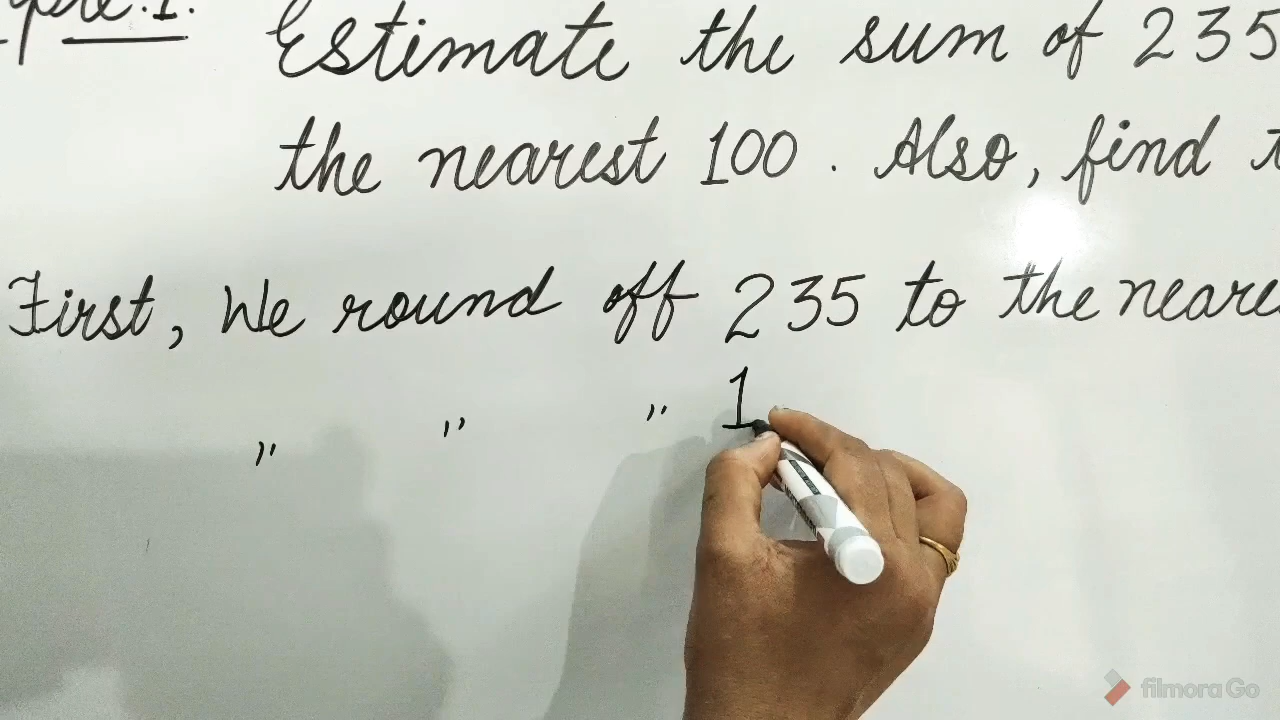 Estimate the sum of 235
the nearest 100. Also, find
First, We round off 235 to the neare
" " " 1
filmora Go